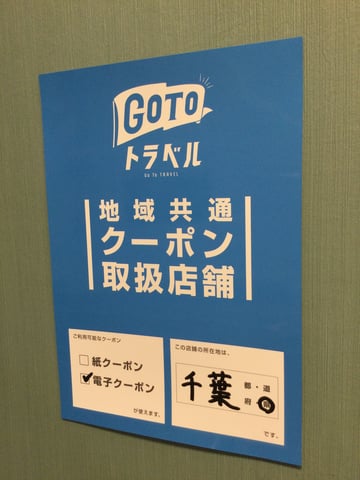 GOTO
トラベル
Go To TRAVEL
地域共通
クーポン
取扱店舗
ご利用可能なクーポン
紙クーポン
電子クーポン
が使えます。
この店舗の所在地は、
千葉
都・道
府・県
です。